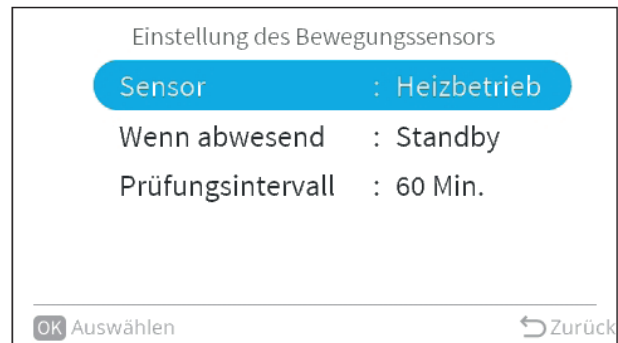 Einstellung des Bewegungssensors
Sensor : Heizbetrieb
Wenn abwesend : Standby
Prüfungsintervall : 60 Min.
OK Auswählen Zurück